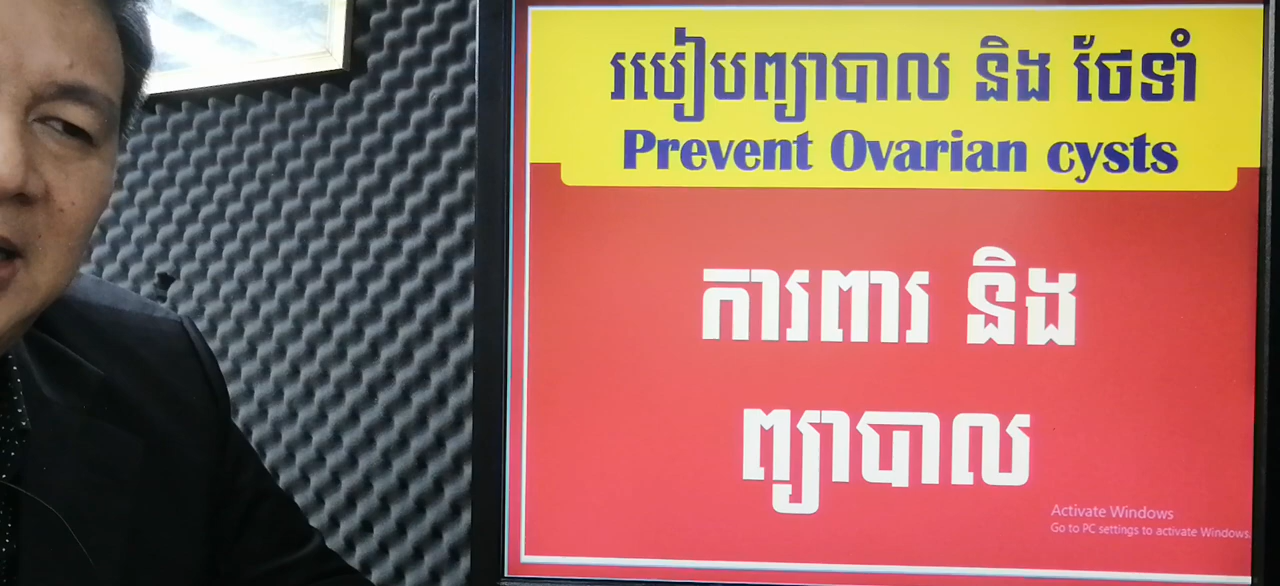 របៀបព្យាបាល និង ថែទាំ
Prevent Ovarian cysts
ការពារ និង
ព្យាបាល
Activate Windows
Go to PC settings to activate Windows.